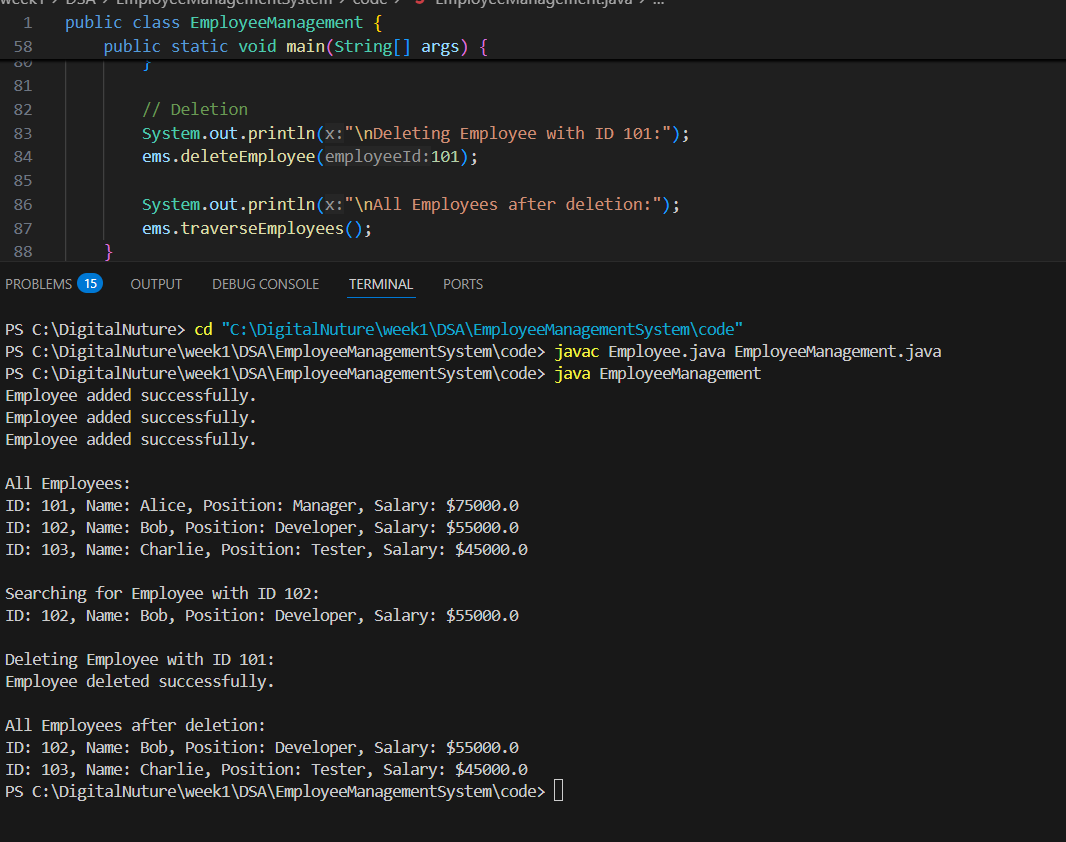 week1 > DSA > EmployeeManagementSystem > code > EmployeeManagement.java > ...
1 public class EmployeeManagement {
58 public static void main(String[] args) {
80 }
81
82 // Deletion
83 System.out.println(x:"\nDeleting Employee with ID 101:");
84 ems.deleteEmployee(employeeId:101);
85
86 System.out.println(x:"\nAll Employees after deletion:");
87 ems.traverseEmployees();
88 }
PROBLEMS 15 OUTPUT DEBUG CONSOLE TERMINAL PORTS
PS C:\DigitalNuture> cd "C:\DigitalNuture\week1\DSA\EmployeeManagementSystem\code"
PS C:\DigitalNuture\week1\DSA\EmployeeManagementSystem\code> javac Employee.java EmployeeManagement.java
PS C:\DigitalNuture\week1\DSA\EmployeeManagementSystem\code> java EmployeeManagement
Employee added successfully.
Employee added successfully.
Employee added successfully.
All Employees:
ID: 101, Name: Alice, Position: Manager, Salary: $75000.0
ID: 102, Name: Bob, Position: Developer, Salary: $55000.0
ID: 103, Name: Charlie, Position: Tester, Salary: $45000.0
Searching for Employee with ID 102:
ID: 102, Name: Bob, Position: Developer, Salary: $55000.0
Deleting Employee with ID 101:
Employee deleted successfully.
All Employees after deletion:
ID: 102, Name: Bob, Position: Developer, Salary: $55000.0
ID: 103, Name: Charlie, Position: Tester, Salary: $45000.0
PS C:\DigitalNuture\week1\DSA\EmployeeManagementSystem\code>